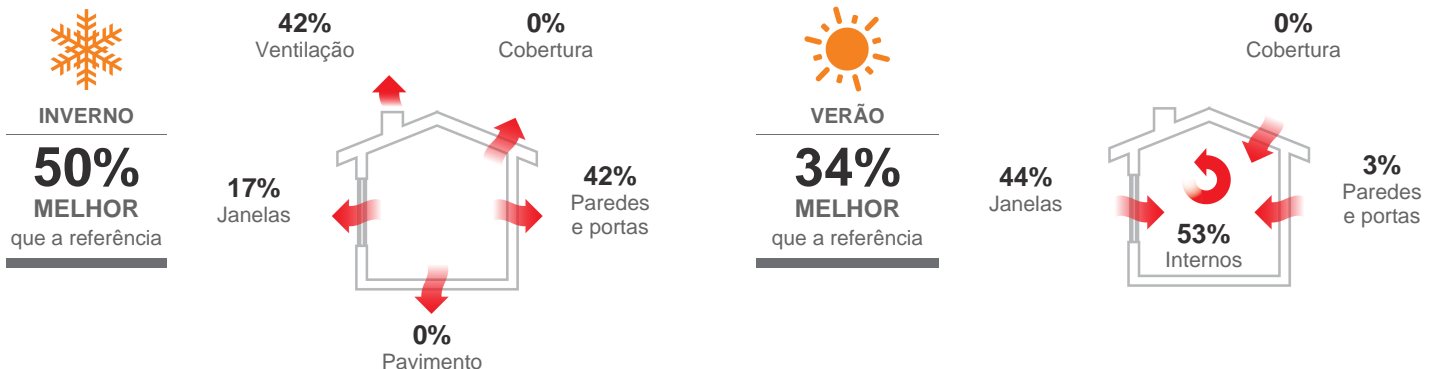 INVERNO
50%
MELHOR
que a referência
42%
Ventilação
0%
Cobertura
17%
Janelas
42%
Paredes
e portas
0%
Pavimento
VERÃO
34%
MELHOR
que a referência
0%
Cobertura
44%
Janelas
3%
Paredes
e portas
53%
Internos